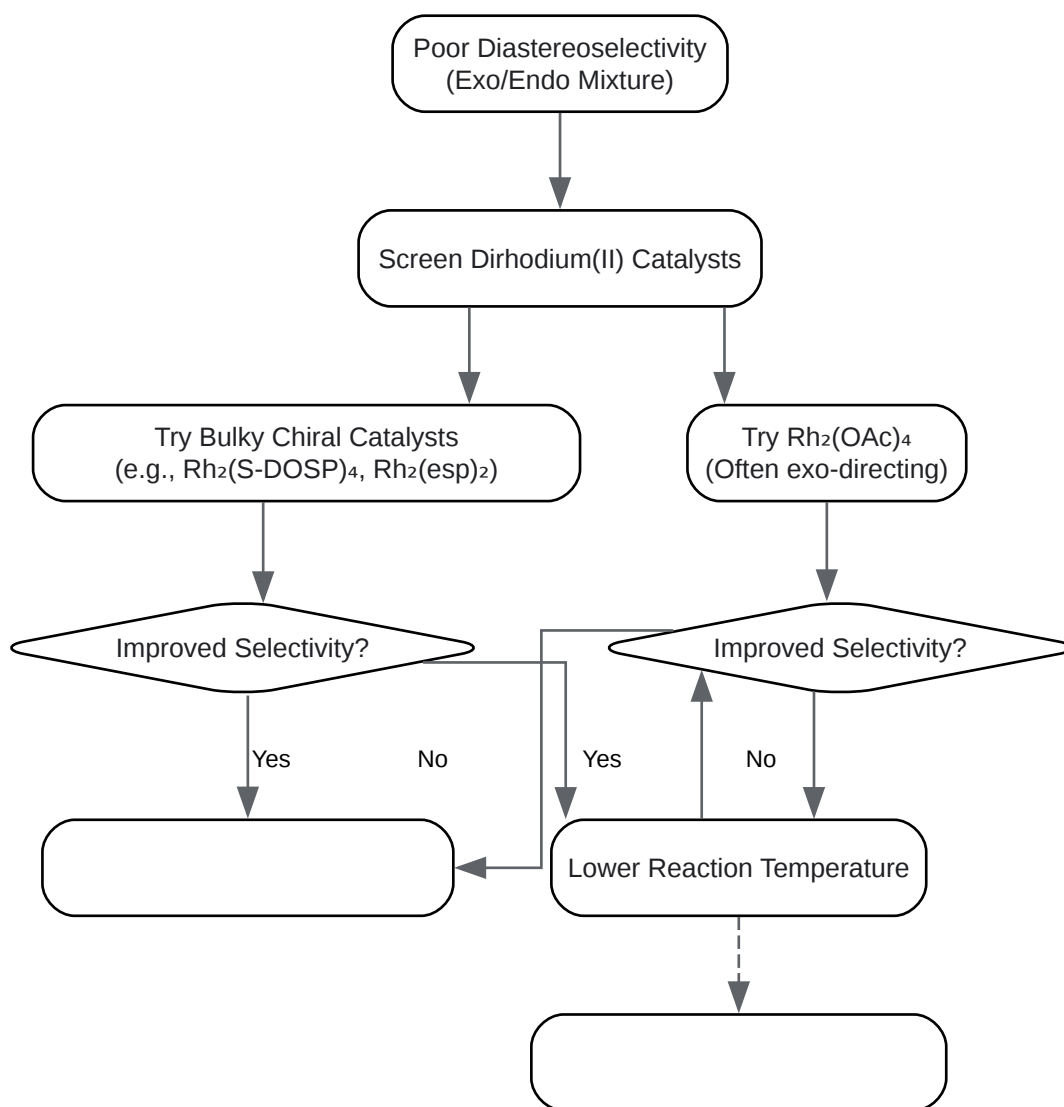 Poor Diastereoselectivity
(Exo/Endo Mixture)
Screen Dirhodium(II) Catalysts
Try Bulky Chiral Catalysts
(e.g., Rh₂(S-DOSP)₄, Rh₂(esp)₂)
Try Rh₂(OAc)₄
(Often exo-directing)
Improved Selectivity?
Improved Selectivity?
Yes
No
Yes
No
Lower Reaction Temperature